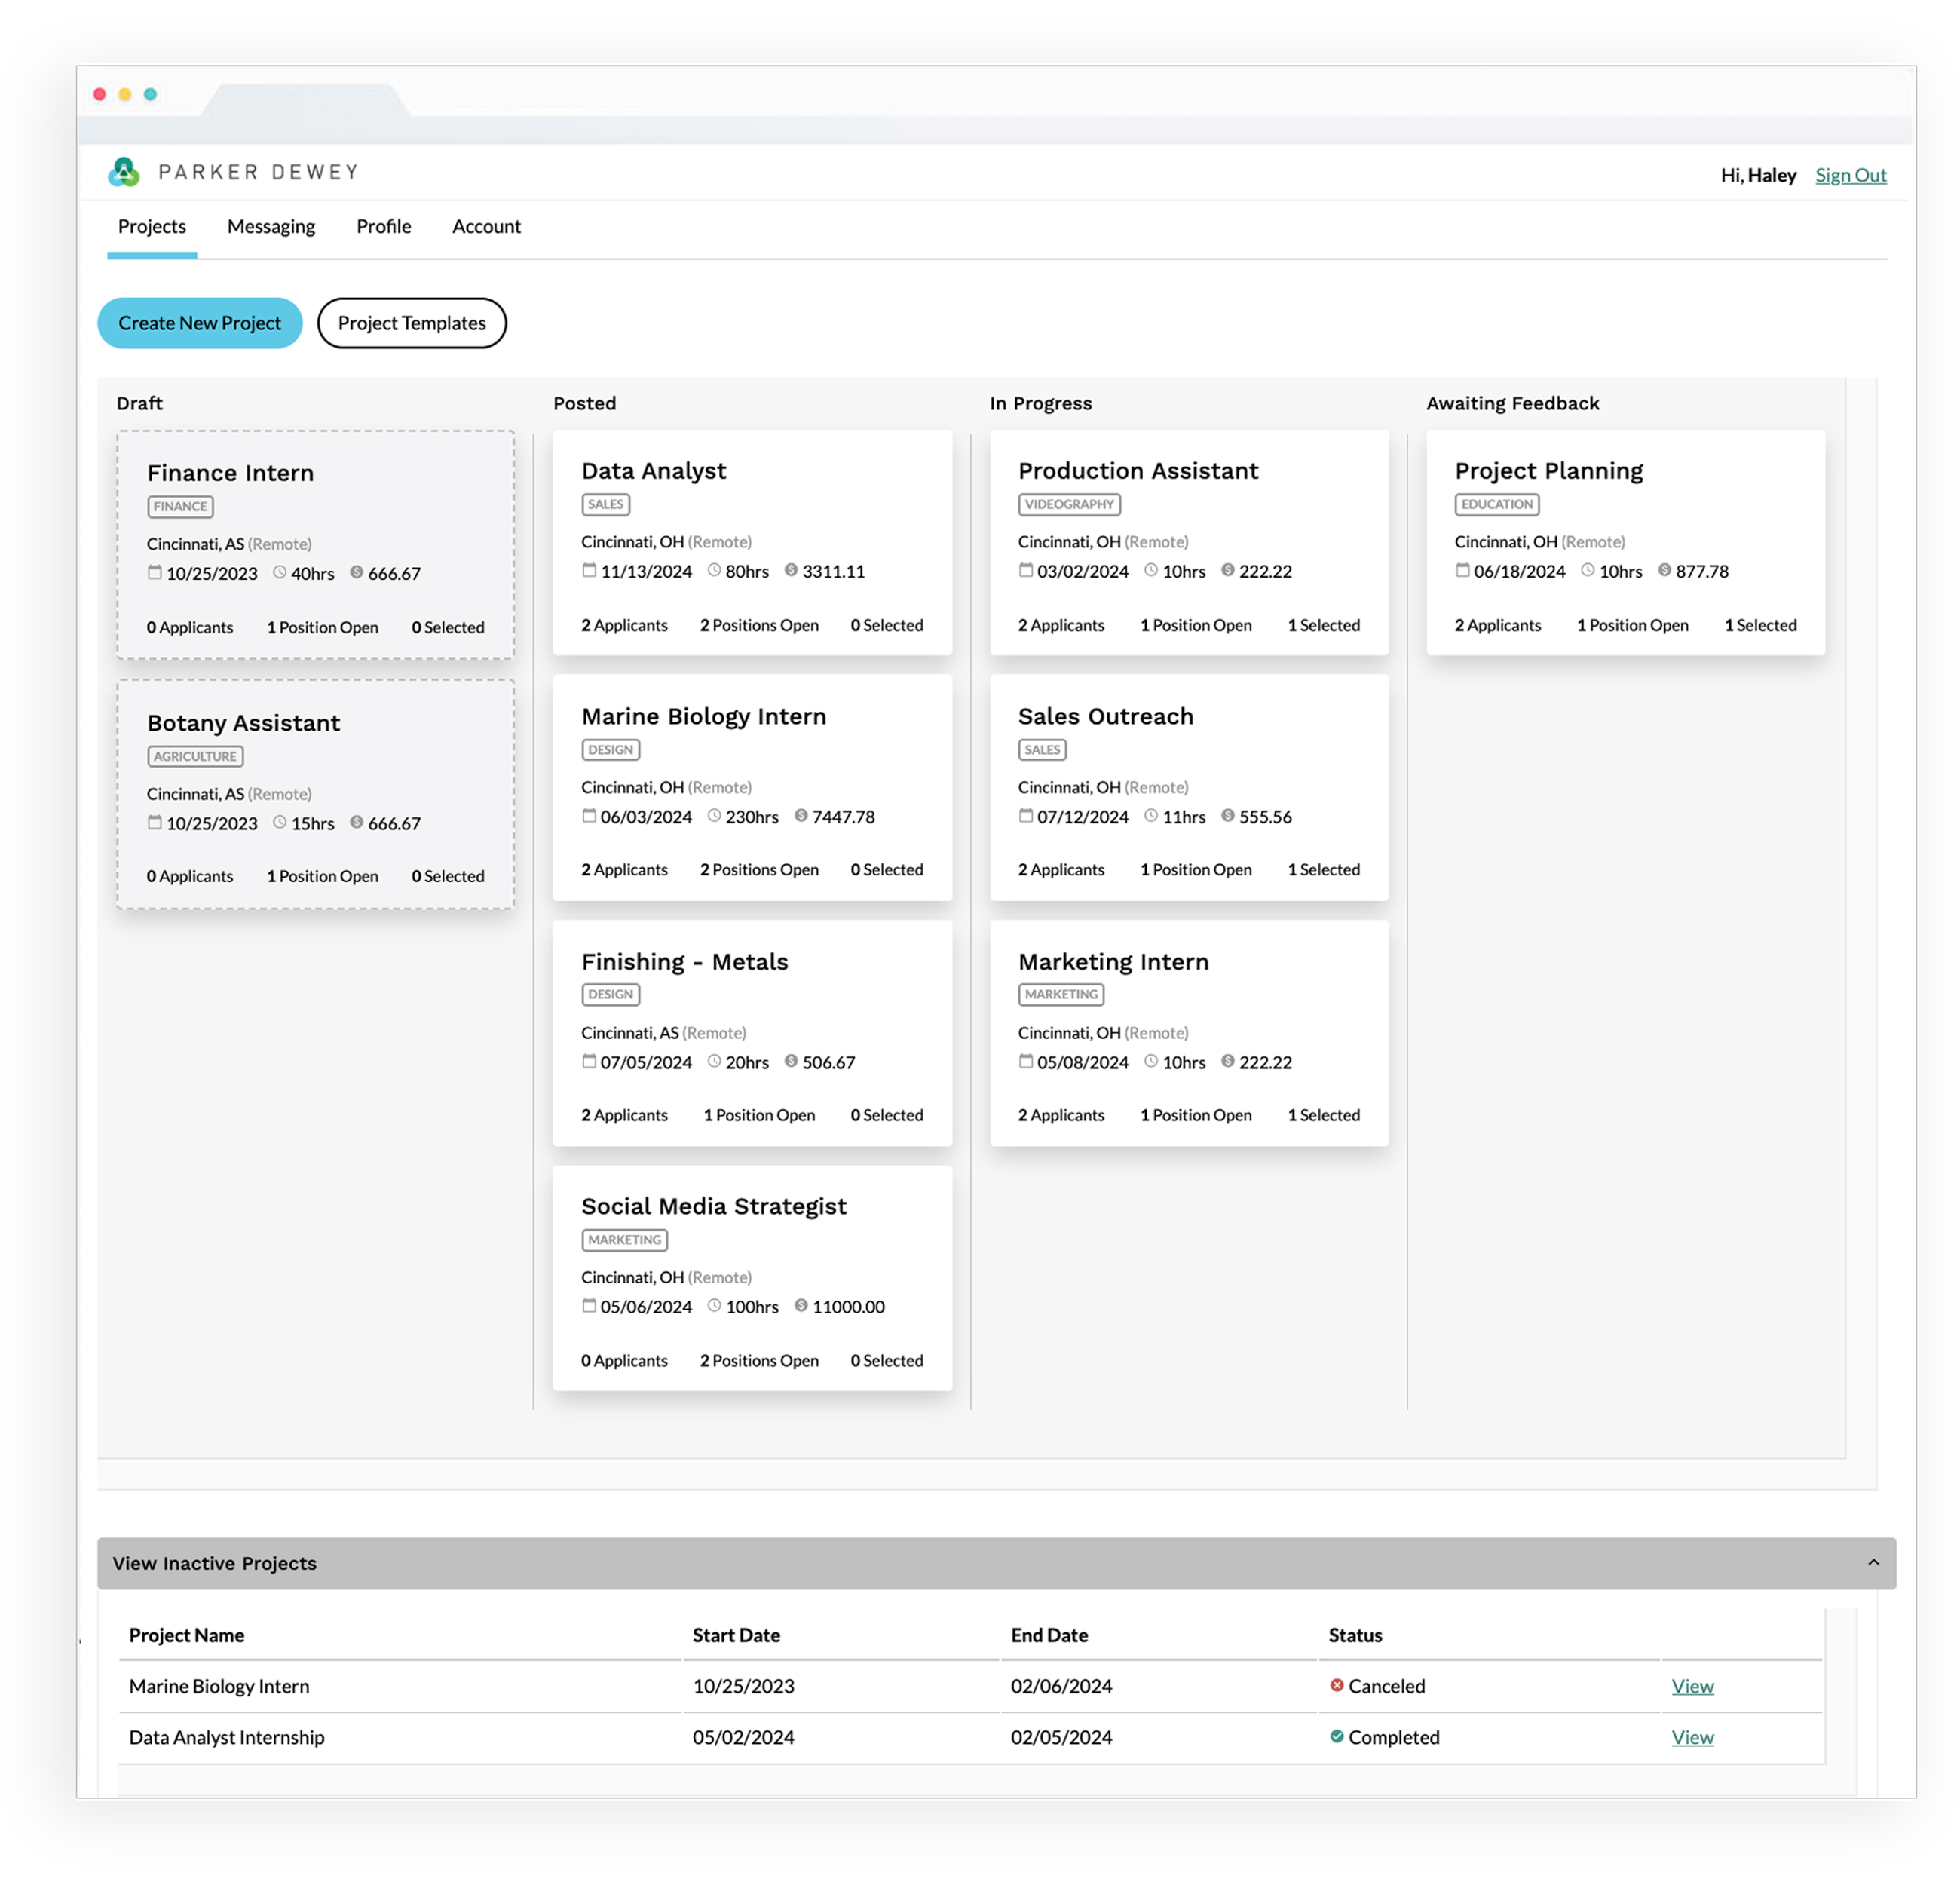 PARKER DEWEY
Hi, Haley Sign Out
Projects Messaging Profile Account
Create New Project Project Templates
Draft
Finance Intern
FINANCE
Cincinnati, AS (Remote)
10/25/2023 40hrs 666.67
0 Applicants 1 Position Open 0 Selected
Botany Assistant
AGRICULTURE
Cincinnati, AS (Remote)
10/25/2023 15hrs 666.67
0 Applicants 1 Position Open 0 Selected
Posted
Data Analyst
SALES
Cincinnati, OH (Remote)
11/13/2024 80hrs 3311.11
2 Applicants 2 Positions Open 0 Selected
Marine Biology Intern
DESIGN
Cincinnati, OH (Remote)
06/03/2024 230hrs 7447.78
2 Applicants 2 Positions Open 0 Selected
Finishing - Metals
DESIGN
Cincinnati, AS (Remote)
07/05/2024 20hrs 506.67
2 Applicants 1 Position Open 0 Selected
Social Media Strategist
MARKETING
Cincinnati, OH (Remote)
05/06/2024 100hrs 11000.00
0 Applicants 2 Positions Open 0 Selected
In Progress
Production Assistant
VIDEOGRAPHY
Cincinnati, OH (Remote)
03/02/2024 10hrs 222.22
2 Applicants 1 Position Open 1 Selected
Sales Outreach
SALES
Cincinnati, OH (Remote)
07/12/2024 11hrs 555.56
2 Applicants 1 Position Open 1 Selected
Marketing Intern
MARKETING
Cincinnati, OH (Remote)
05/08/2024 10hrs 222.22
2 Applicants 1 Position Open 1 Selected
Awaiting Feedback
Project Planning
EDUCATION
Cincinnati, OH (Remote)
06/18/2024 10hrs 877.78
2 Applicants 1 Position Open 1 Selected
View Inactive Projects
Project Name Start Date End Date Status
Marine Biology Intern 10/25/2023 02/06/2024 Canceled View
Data Analyst Internship 05/02/2024 02/05/2024 Completed View